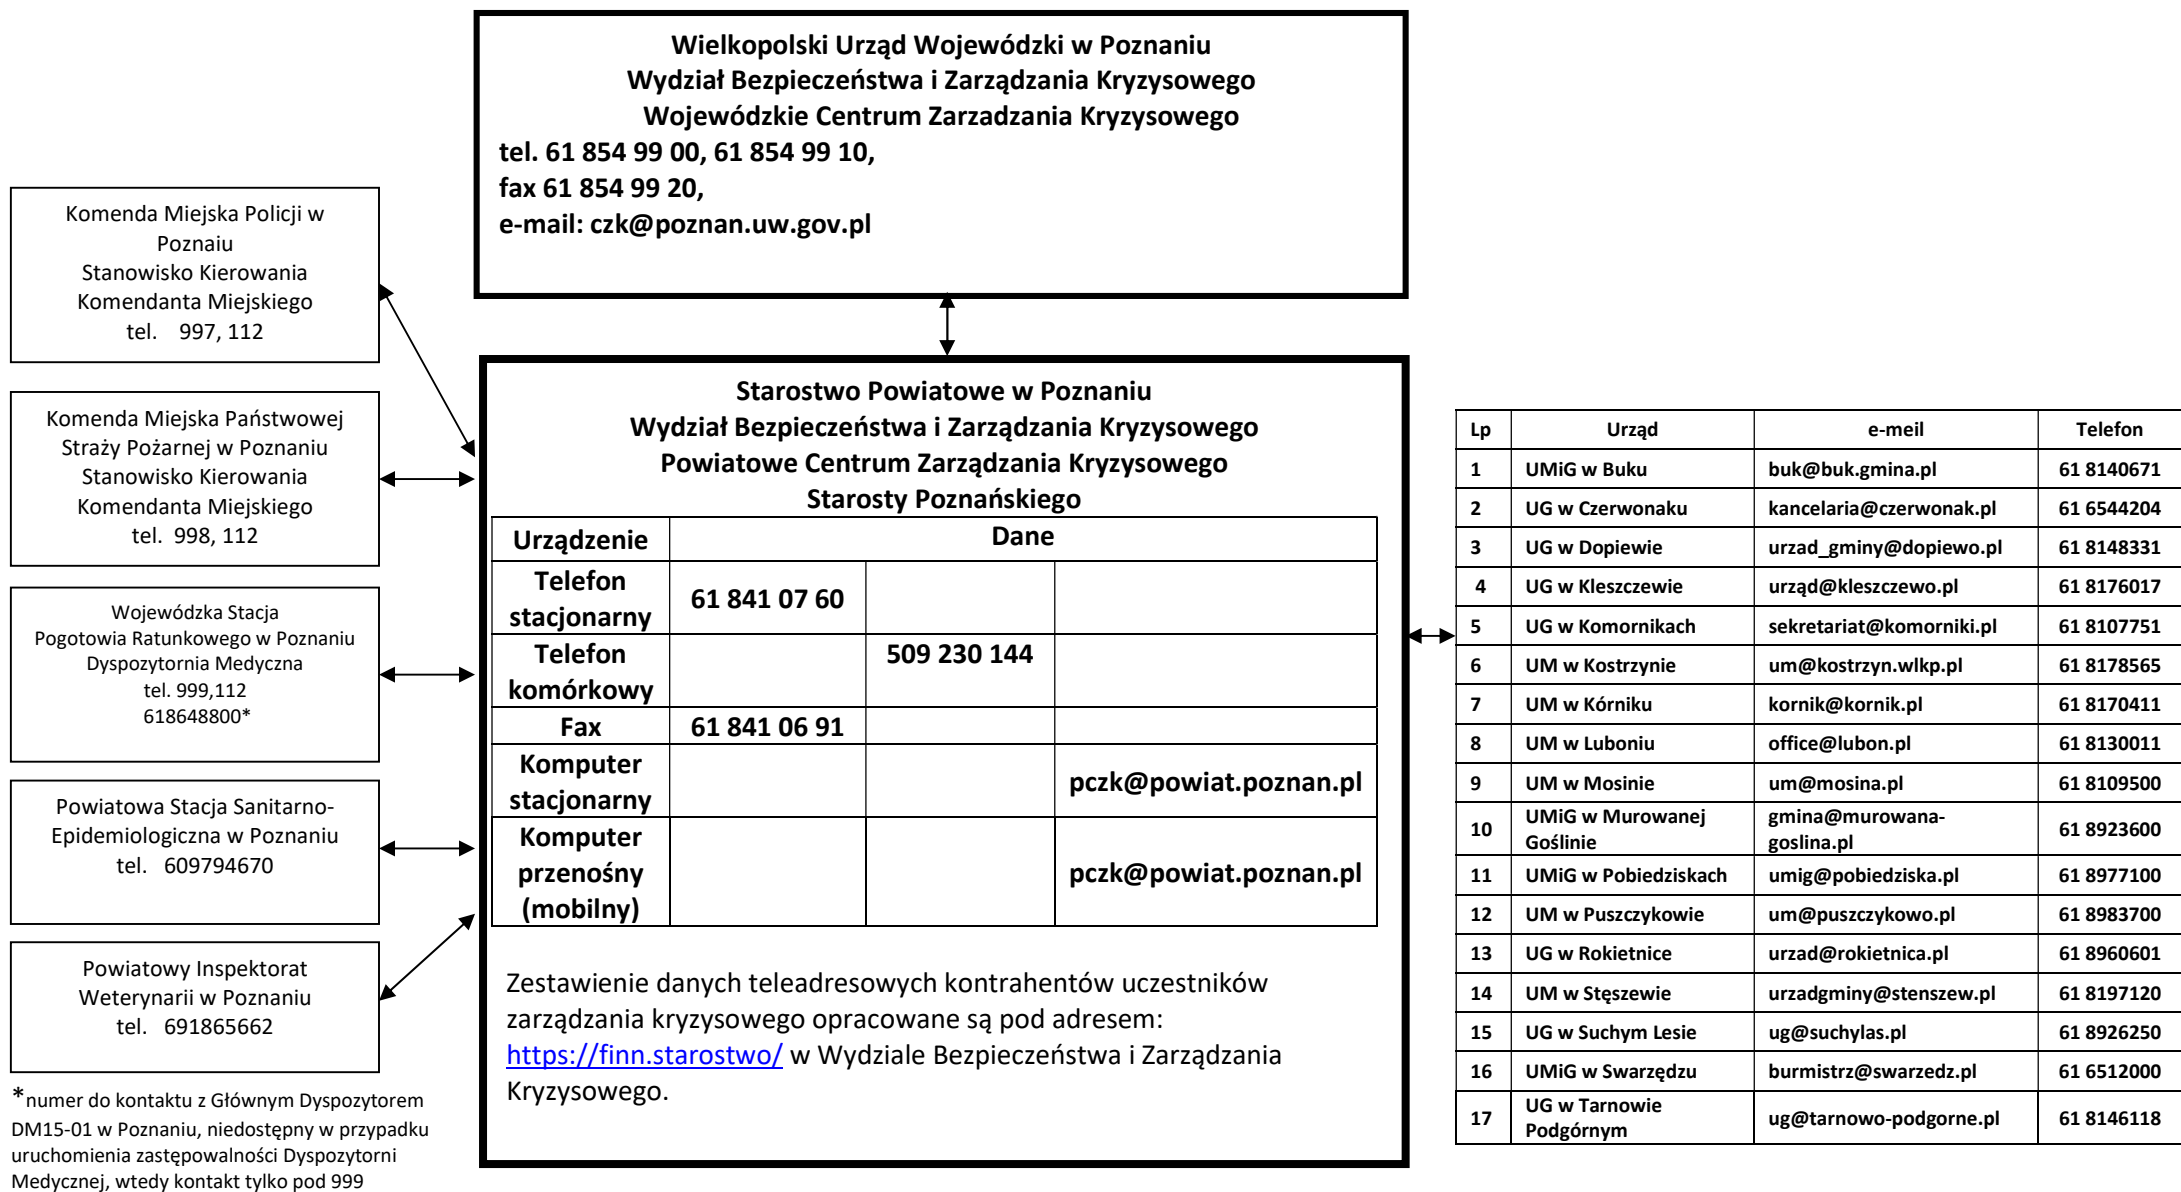 Wielkopolski Urząd Wojewódzki w Poznaniu
Wydział Bezpieczeństwa i Zarządzania Kryzysowego
Wojewódzkie Centrum Zarzadzania Kryzysowego
tel. 61 854 99 00, 61 854 99 10,
fax 61 854 99 20,
e-mail: czk@poznan.uw.gov.pl
Komenda Miejska Policji w
Poznaiu
Stanowisko Kierowania
Komendanta Miejskiego
tel. 997, 112
Komenda Miejska Państwowej
Straży Pożarnej w Poznaniu
Stanowisko Kierowania
Komendanta Miejskiego
tel. 998, 112
Wojewódzka Stacja
Pogotowia Ratunkowego w Poznaniu
Dyspozytornia Medyczna
tel. 999,112
618648800*
Powiatowa Stacja Sanitarno-
Epidemiologiczna w Poznaniu
tel. 609794670
Powiatowy Inspektorat
Weterynarii w Poznaniu
tel. 691865662
*numer do kontaktu z Głównym Dyspozytorem
DM15-01 w Poznaniu, niedostępny w przypadku
uruchomienia zastępowalności Dyspozytorni
Medycznej, wtedy kontakt tylko pod 999
Starostwo Powiatowe w Poznaniu
Wydział Bezpieczeństwa i Zarządzania Kryzysowego
Powiatowe Centrum Zarządzania Kryzysowego
Starosty Poznańskiego
Urządzenie Dane
Telefon
stacjonarny 61 841 07 60
Telefon
komórkowy 509 230 144
Fax 61 841 06 91
Komputer
stacjonarny pczk@powiat.poznan.pl
Komputer
przenośny pczk@powiat.poznan.pl
(mobilny)
Zestawienie danych teleadresowych kontrahentów uczestników
zarządzania kryzysowego opracowane są pod adresem:
https://finn.starostwo/ w Wydziale Bezpieczeństwa i Zarządzania
Kryzysowego.
Lp Urząd e-meil Telefon
1 UMiG w Buku buk@buk.gmina.pl 61 8140671
2 UG w Czerwonaku kancelaria@czerwonak.pl 61 6544204
3 UG w Dopiewie urzad_gminy@dopiewo.pl 61 8148331
4 UG w Kleszczewie urząd@kleszczewo.pl 61 8176017
5 UG w Komornikach sekretariat@komorniki.pl 61 8107751
6 UM w Kostrzynie um@kostrzyn.wlkp.pl 61 8178565
7 UM w Kórniku kornik@kornik.pl 61 8170411
8 UM w Luboniu office@lubon.pl 61 8130011
9 UM w Mosinie um@mosina.pl 61 8109500
10 UMiG w Murowanej Goślinie gmina@murowana-goslina.pl 61 8923600
11 UMiG w Pobiedziskach umig@pobiedziska.pl 61 8977100
12 UM w Puszczykowie um@puszczykowo.pl 61 8983700
13 UG w Rokietnice urzad@rokietnica.pl 61 8960601
14 UM w Stęszewie urzadgminy@stenszew.pl 61 8197120
15 UG w Suchym Lesie ug@suchylas.pl 61 8926250
16 UMiG w Swarzędzu burmistrz@swarzedz.pl 61 6512000
17 UG w Tarnowie Podgórnym ug@tarnowo-podgorne.pl 61 8146118